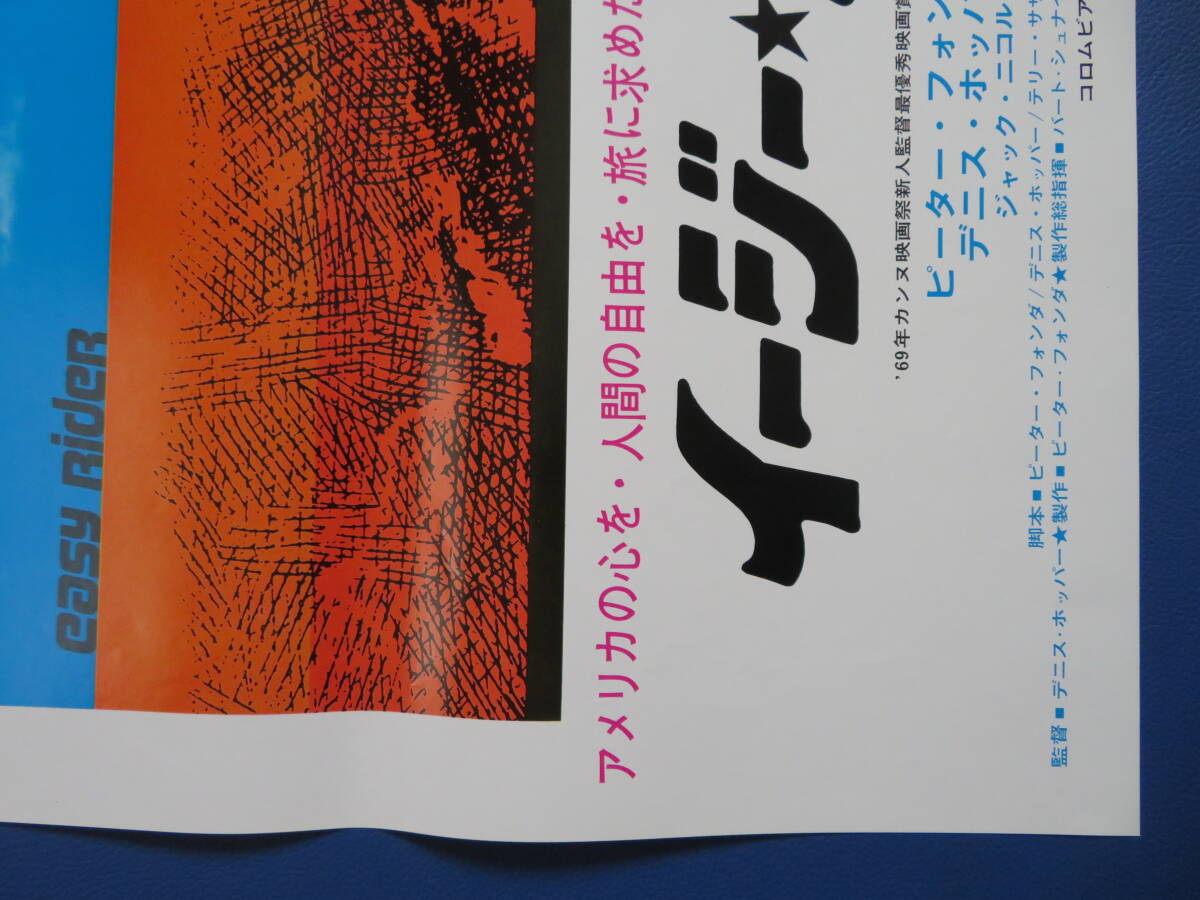 easy RideR
アメリカの心を・人間の自由を・旅に求めた
イージー★
'69年カンヌ映画祭新人監督最優秀映画賞
ピーター・フォン
デニス・ホッパ
ジャック・ニコル
脚本■ピーター・フォンダ/デニス・ホッパー/テリー・サザ
監督■デニス・ホッパー★製作■ピーター・フォンダ★製作総指揮■バート・シュナイ
コロムビア